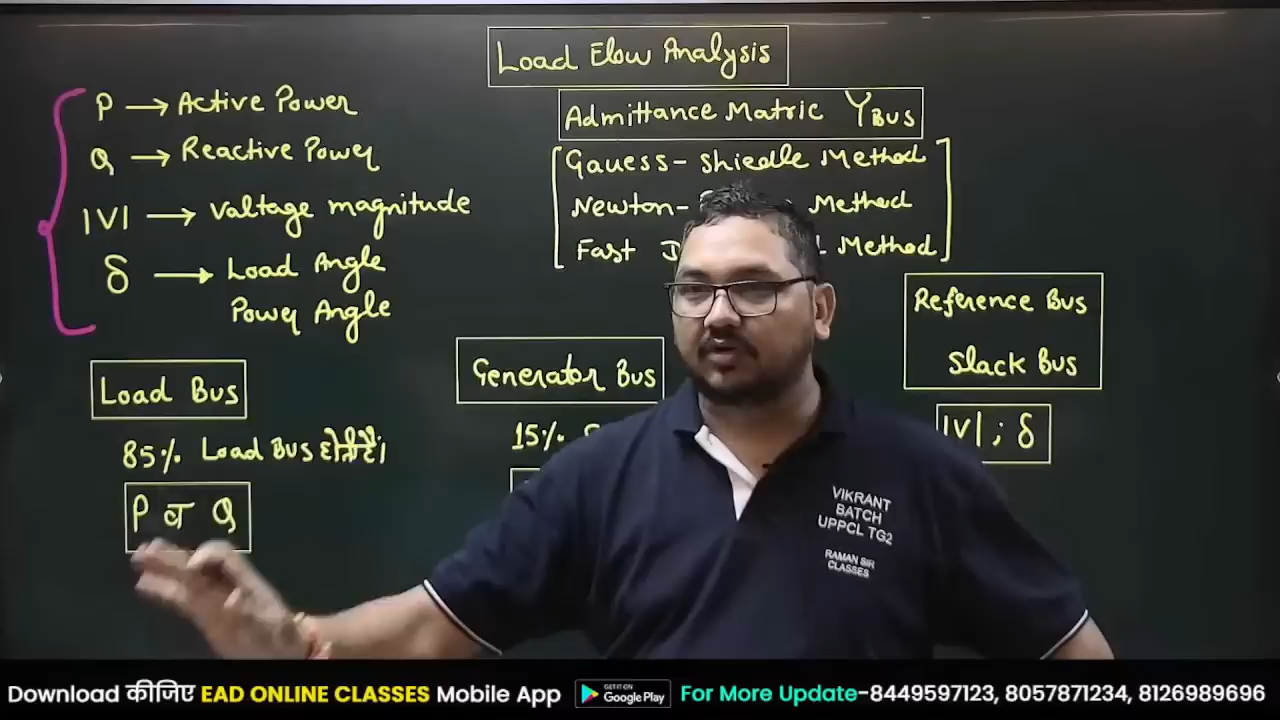 Load Flow Analysis
P → Active Power
Q → Reactive Power
|V| → Voltage magnitude
δ → Load Angle
Power Angle
Admittance Matric Y BUS
Gauess-Shiedle Method
Newton- Method
Fast Method
Reference Bus
Slack Bus
|V| ; δ
Load Bus
85% Load Bus होती है।
P व Q
Generator Bus
15%
VIKRANT
BATCH
UPPCL TG2
RAMAN SIR
CLASSES
Download कीजिए EAD ONLINE CLASSES Mobile App GET IT ON Google Play For More Update-8449597123, 8057871234, 8126989696